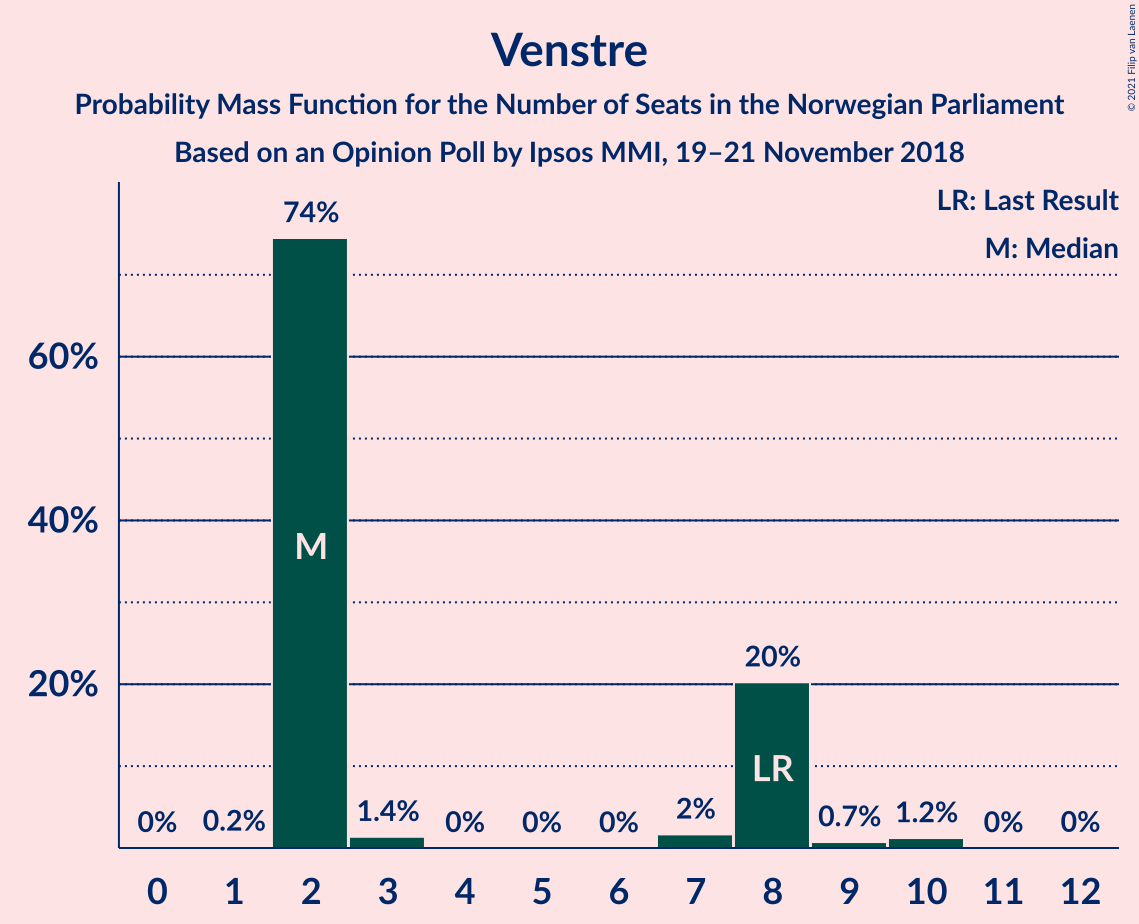 Venstre
Probability Mass Function for the Number of Seats in the Norwegian Parliament
Based on an Opinion Poll by Ipsos MMI, 19–21 November 2018
© 2021 Filip van Laenen
LR: Last Result
M: Median
74%
60%
40%
M
20%
20%
LR
0% 0.2% 1.4% 0% 0% 0% 2% 0.7% 1.2% 0% 0%
0 1 2 3 4 5 6 7 8 9 10 11 12